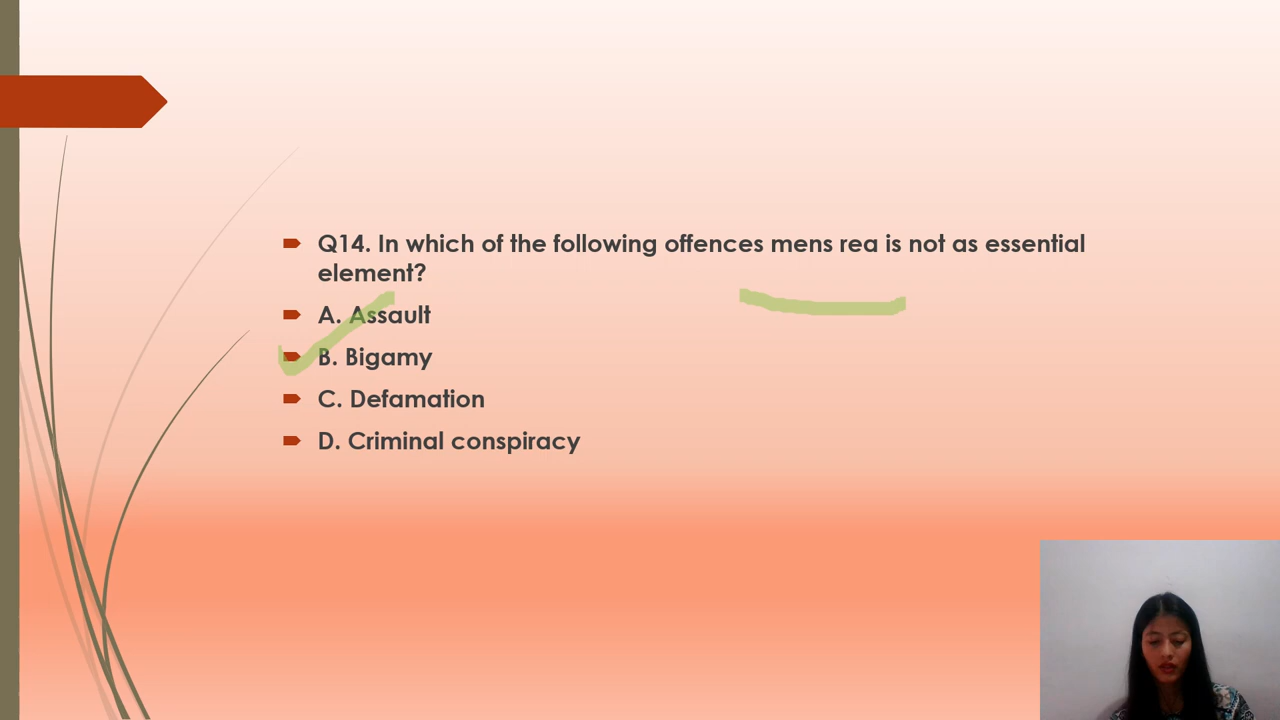 Q14. In which of the following offences mens rea is not as essential
element?
A. Assault
B. Bigamy
C. Defamation
D. Criminal conspiracy